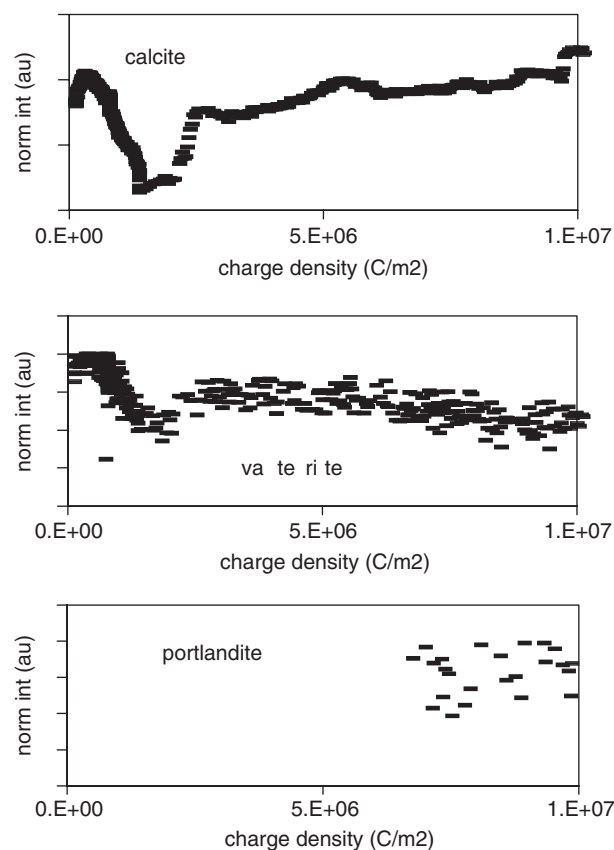 calcite
norm int (au)
0.E+00 5.E+06 1.E+07
charge density (C/m2)
va te ri te
norm int (au)
0.E+00 5.E+06 1.E+07
charge density (C/m2)
portlandite
norm int (au)
0.E+00 5.E+06 1.E+07
charge density (C/m2)